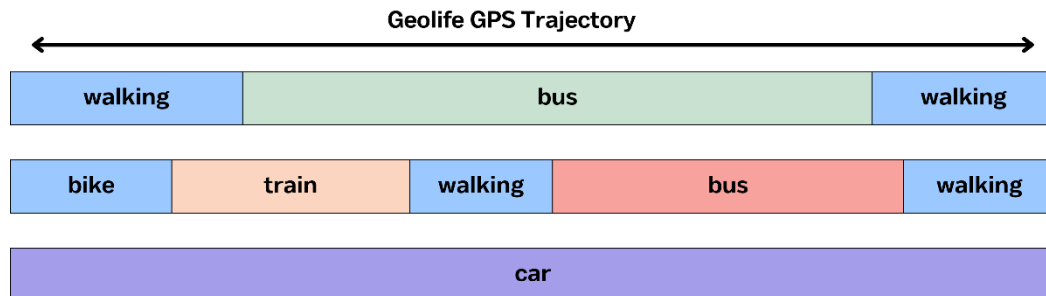 Geolife GPS Trajectory
walking bus walking
bike train walking bus walking
car